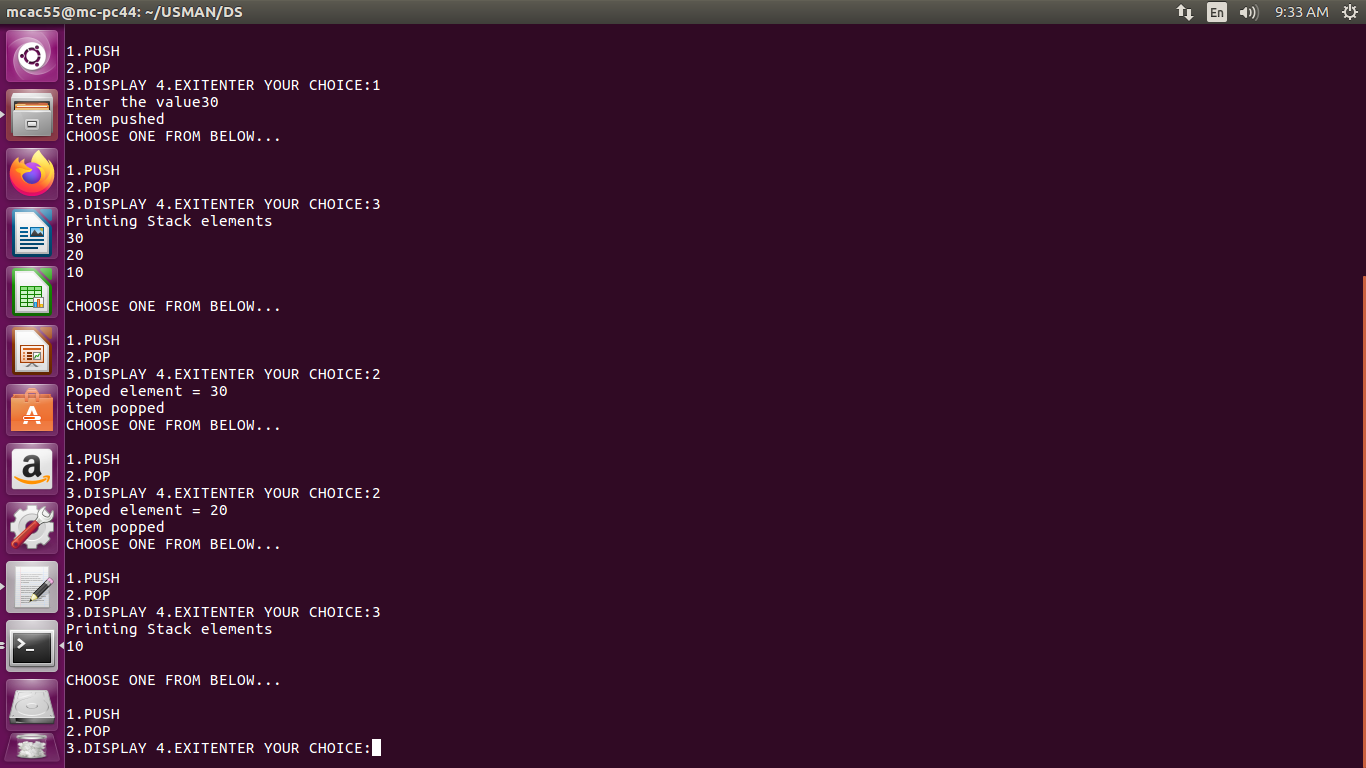 mcac55@mc-pc44: ~/USMAN/DS
En
9:33 AM
1.PUSH
2.POP
3.DISPLAY 4.EXITENTER YOUR CHOICE:1
Enter the value30
Item pushed
CHOOSE ONE FROM BELOW...
1.PUSH
2.POP
3.DISPLAY 4.EXITENTER YOUR CHOICE:3
Printing Stack elements
30
20
10
CHOOSE ONE FROM BELOW...
1.PUSH
2.POP
3.DISPLAY 4.EXITENTER YOUR CHOICE:2
Poped element = 30
item popped
CHOOSE ONE FROM BELOW...
1.PUSH
2.POP
3.DISPLAY 4.EXITENTER YOUR CHOICE:2
Poped element = 20
item popped
CHOOSE ONE FROM BELOW...
1.PUSH
2.POP
3.DISPLAY 4.EXITENTER YOUR CHOICE:3
Printing Stack elements
10
CHOOSE ONE FROM BELOW...
1.PUSH
2.POP
3.DISPLAY 4.EXITENTER YOUR CHOICE: